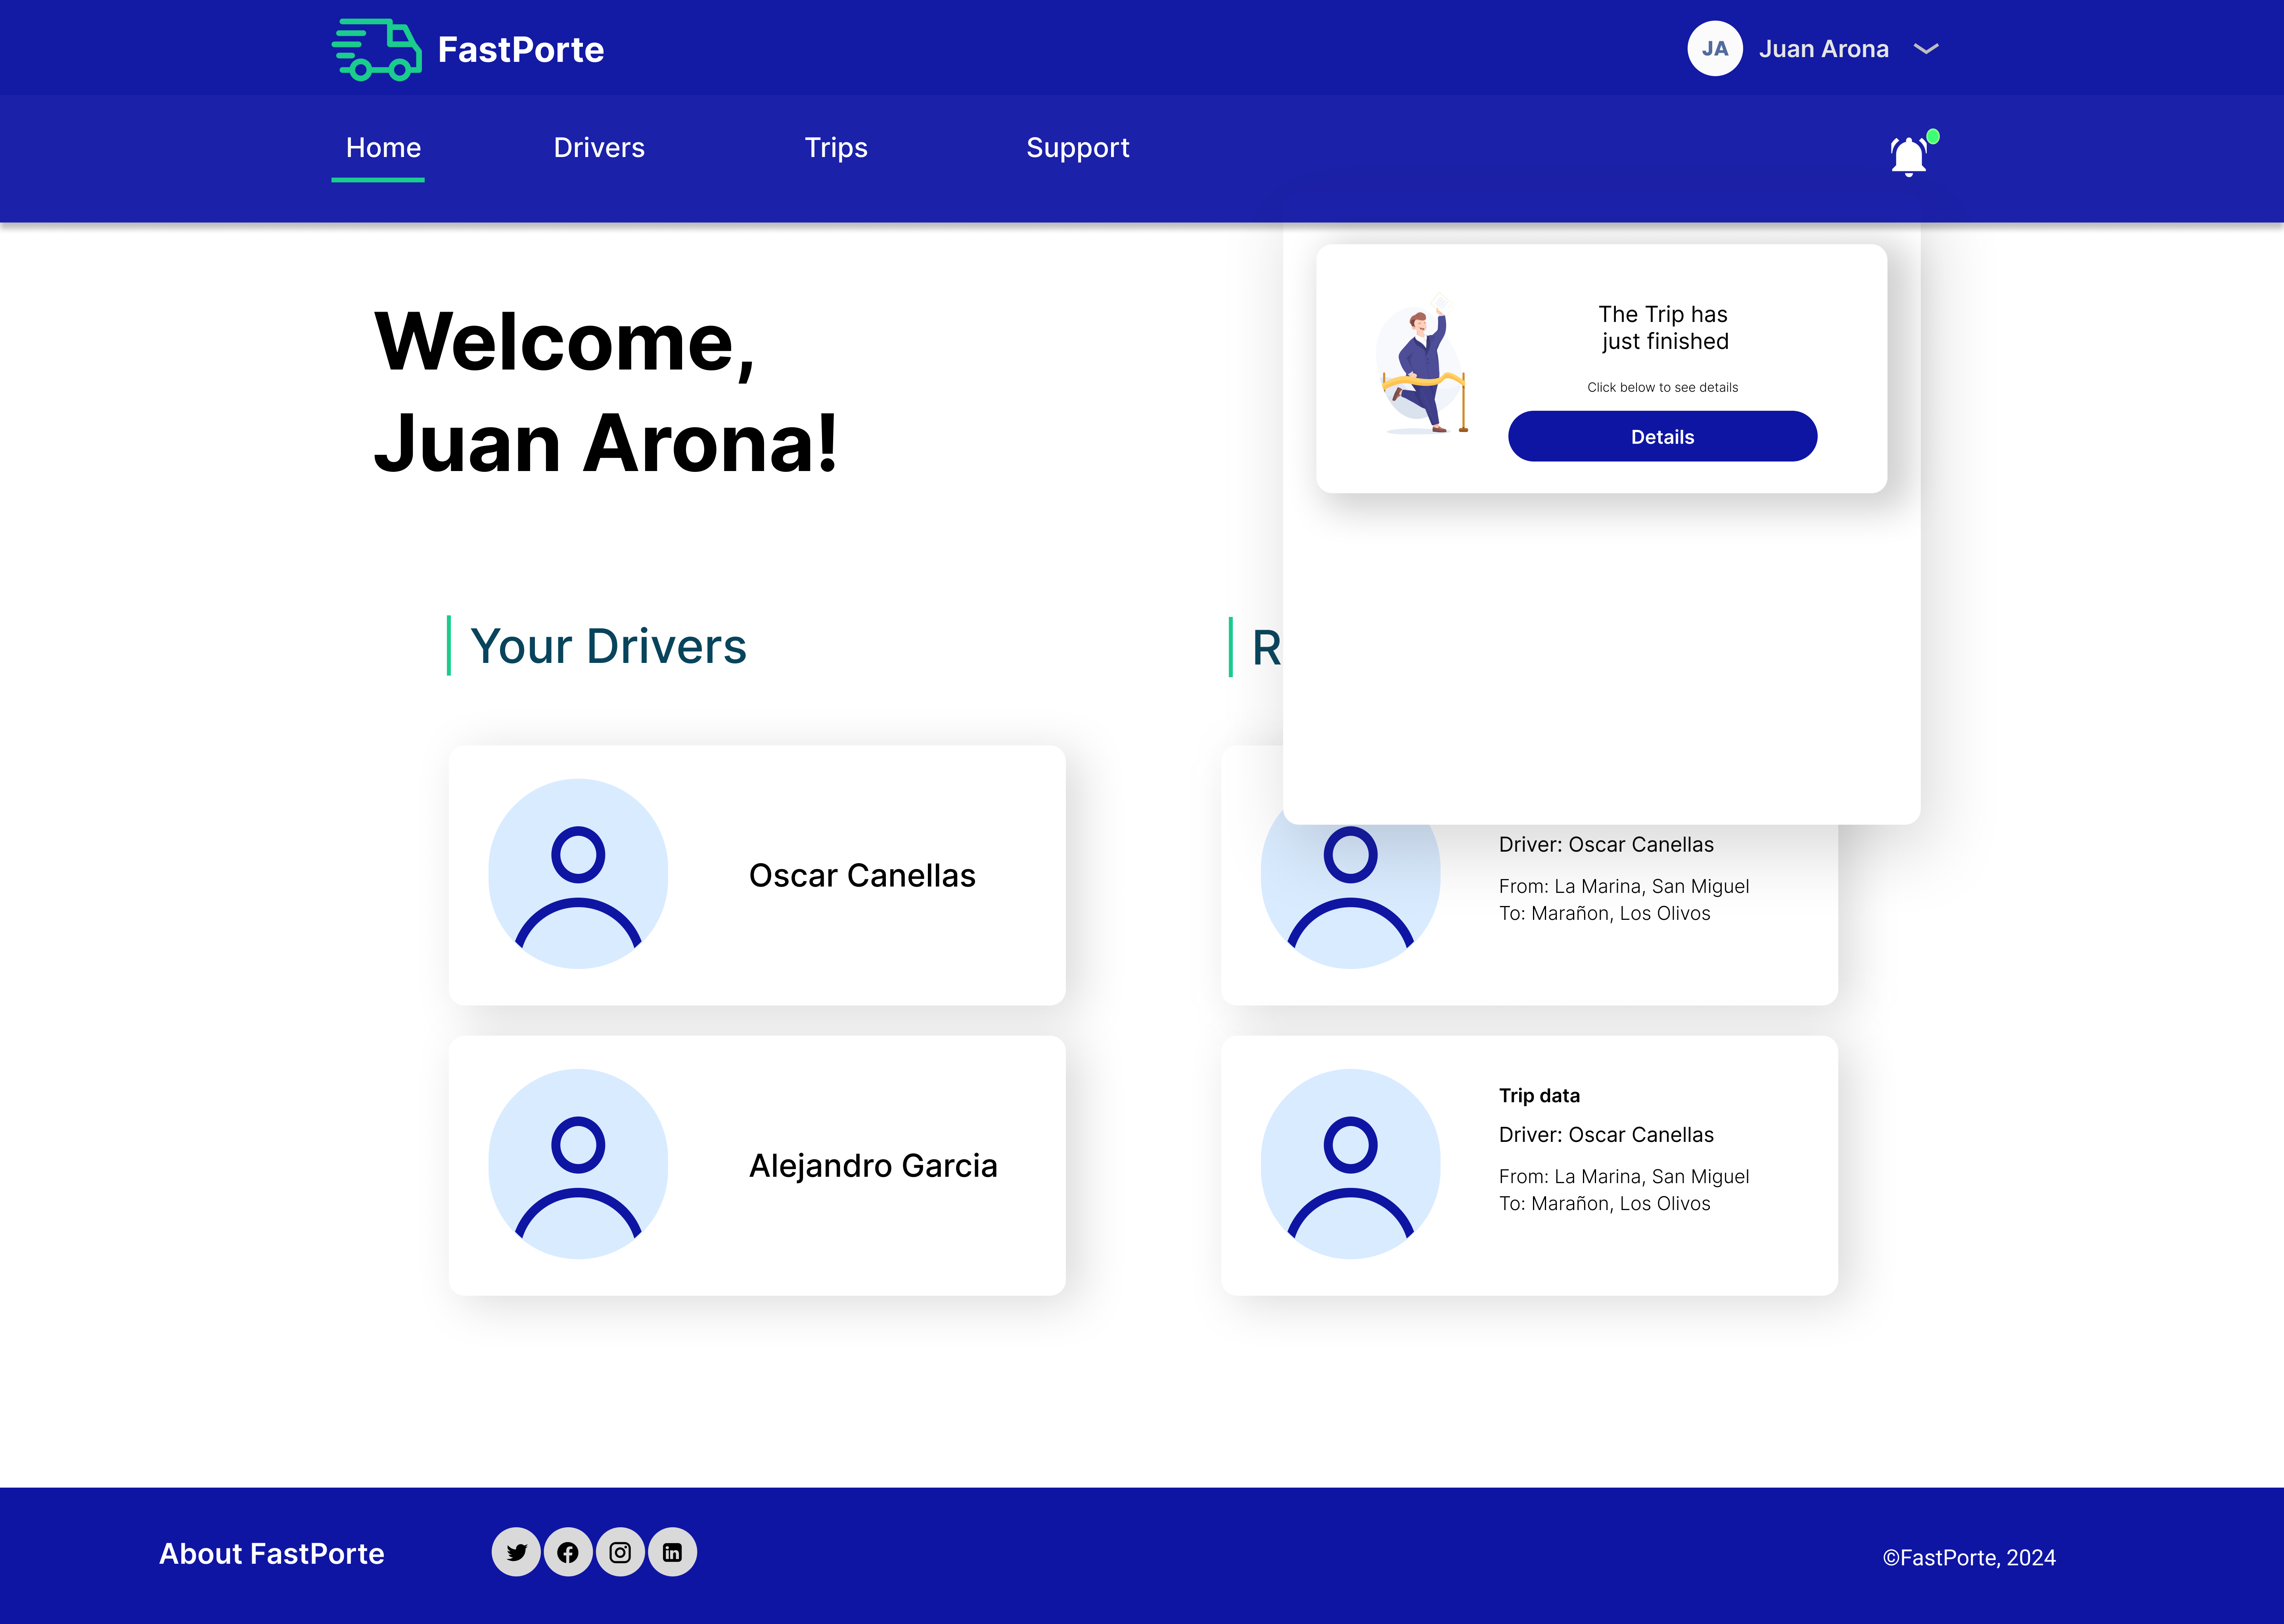 FastPorte
JA
Juan Arona
Home
Drivers
Trips
Support
Welcome,
Juan Arona!
The Trip has
just finished
Click below to see details
Details
Your Drivers
Oscar Canellas
Alejandro Garcia
Driver: Oscar Canellas
From: La Marina, San Miguel
To: Marañon, Los Olivos
Trip data
Driver: Oscar Canellas
From: La Marina, San Miguel
To: Marañon, Los Olivos
About FastPorte
©FastPorte, 2024